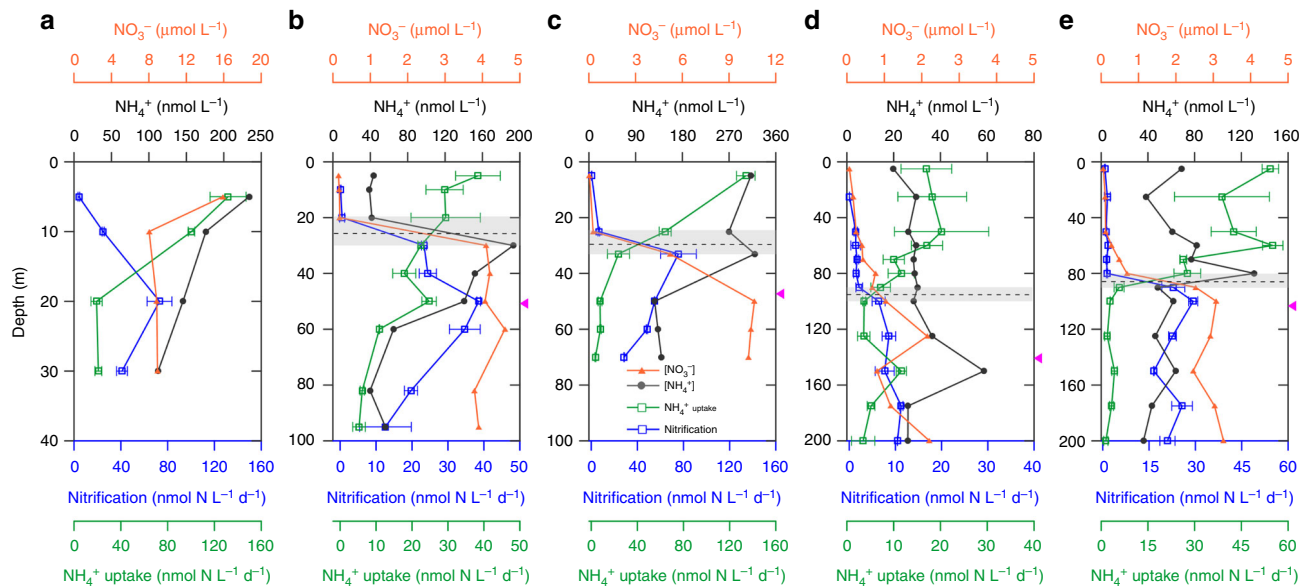 a b c d e
NO₃⁻ (μmol L⁻¹) NO₃⁻ (μmol L⁻¹) NO₃⁻ (μmol L⁻¹) NO₃⁻ (μmol L⁻¹) NO₃⁻ (μmol L⁻¹)
0 4 8 12 16 20 0 1 2 3 4 5 0 3 6 9 12 0 1 2 3 4 5 0 1 2 3 4 5
NH₄⁺ (nmol L⁻¹) NH₄⁺ (nmol L⁻¹) NH₄⁺ (nmol L⁻¹) NH₄⁺ (nmol L⁻¹) NH₄⁺ (nmol L⁻¹)
0 50 100 150 200 250 0 40 80 120 160 200 0 90 180 320 360 0 20 40 60 80 0 40 80 120 160
Depth (m)
0 10 20 30 40
0 20 40 60 80 100
0 20 40 60 80 100
0 40 80 120 160 200
0 40 80 120 160 200
[NO₃⁻]
[NH₄⁺]
NH₄⁺ uptake
Nitrification
0 40 80 120 160 0 10 20 30 40 50 0 40 80 120 160 0 10 20 30 40 0 15 30 45 60
Nitrification (nmol N L⁻¹ d⁻¹) Nitrification (nmol N L⁻¹ d⁻¹) Nitrification (nmol N L⁻¹ d⁻¹) Nitrification (nmol N L⁻¹ d⁻¹) Nitrification (nmol N L⁻¹ d⁻¹)
0 40 80 120 160 0 10 20 30 40 50 0 40 80 120 160 0 10 20 30 40 0 15 30 45 60
NH₄⁺ uptake (nmol N L⁻¹ d⁻¹) NH₄⁺ uptake (nmol N L⁻¹ d⁻¹) NH₄⁺ uptake (nmol N L⁻¹ d⁻¹) NH₄⁺ uptake (nmol N L⁻¹ d⁻¹) NH₄⁺ uptake (nmol N L⁻¹ d⁻¹)